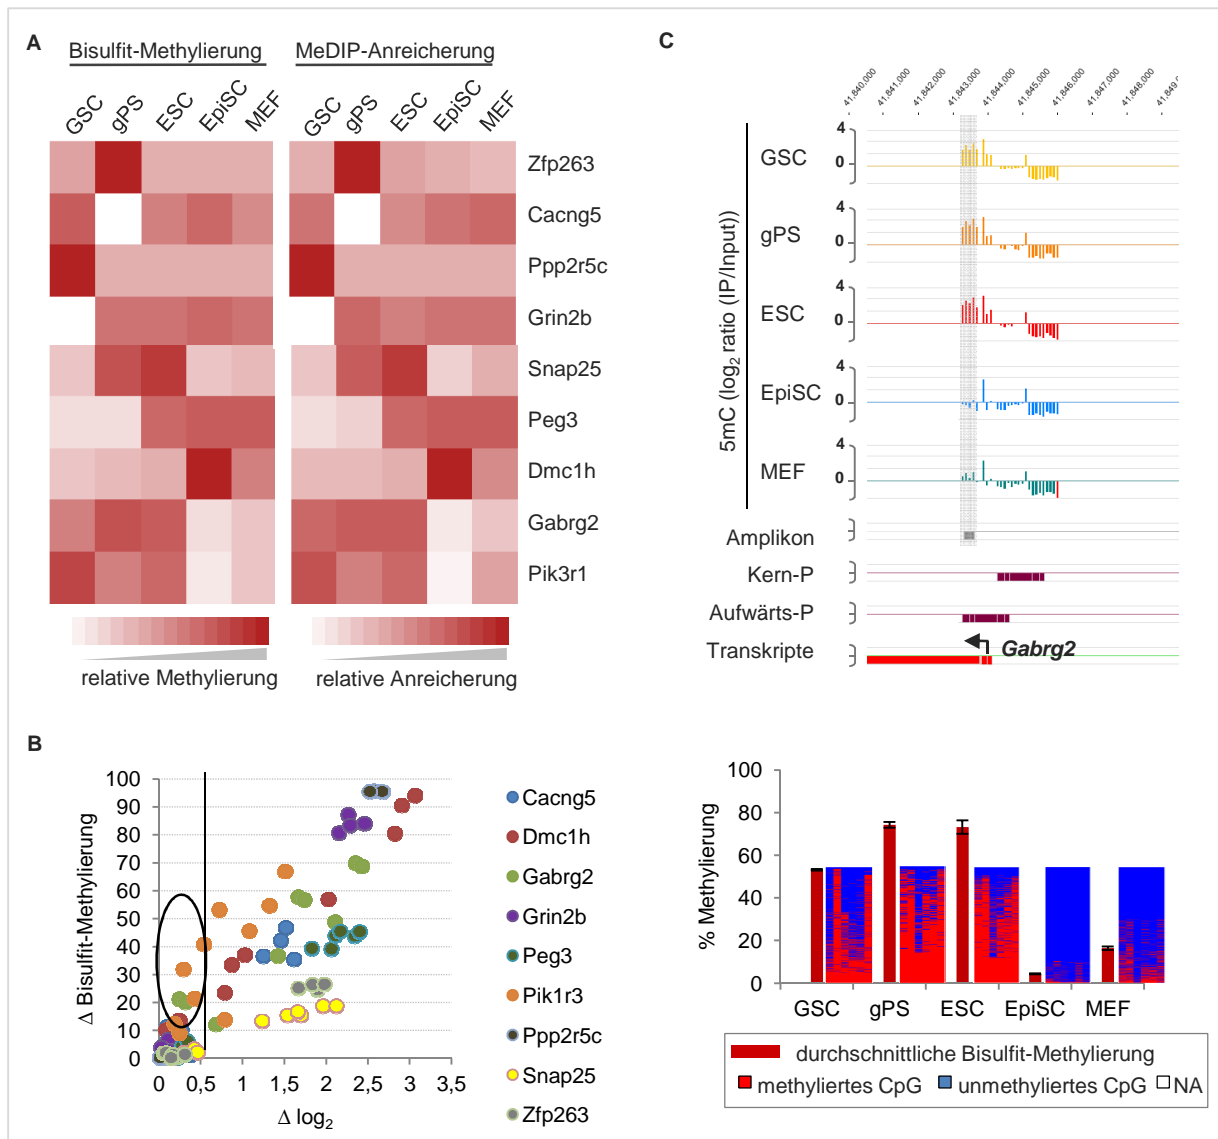 A
Bisulfit-Methylierung
MeDIP-Anreicherung
GSC
gPS
ESC
EpiSC
MEF
GSC
gPS
ESC
EpiSC
MEF
Zfp263
Cacng5
Ppp2r5c
Grin2b
Snap25
Peg3
Dmc1h
Gabrg2
Pik3r1
relative Methylierung
relative Anreicherung
B
100
90
80
70
60
50
40
30
20
10
0
0
0,5
1
1,5
2
2,5
3
3,5
Δ Bisulfit-Methylierung
Δ log2
Cacng5
Dmc1h
Gabrg2
Grin2b
Peg3
Pik1r3
Ppp2r5c
Snap25
Zfp263
C
41.840.000
41.841.000
41.842.000
41.843.000
41.844.000
41.845.000
41.846.000
41.847.000
41.848.000
5mC (log2 ratio (IP/Input))
GSC
4
0
gPS
4
0
ESC
4
0
EpiSC
4
0
MEF
4
0
Amplikon
Kern-P
Aufwärts-P
Transkripte
Gabrg2
% Methylierung
100
80
60
40
20
0
GSC
gPS
ESC
EpiSC
MEF
durchschnittliche Bisulfit-Methylierung
methyliertes CpG
unmethyliertes CpG
NA